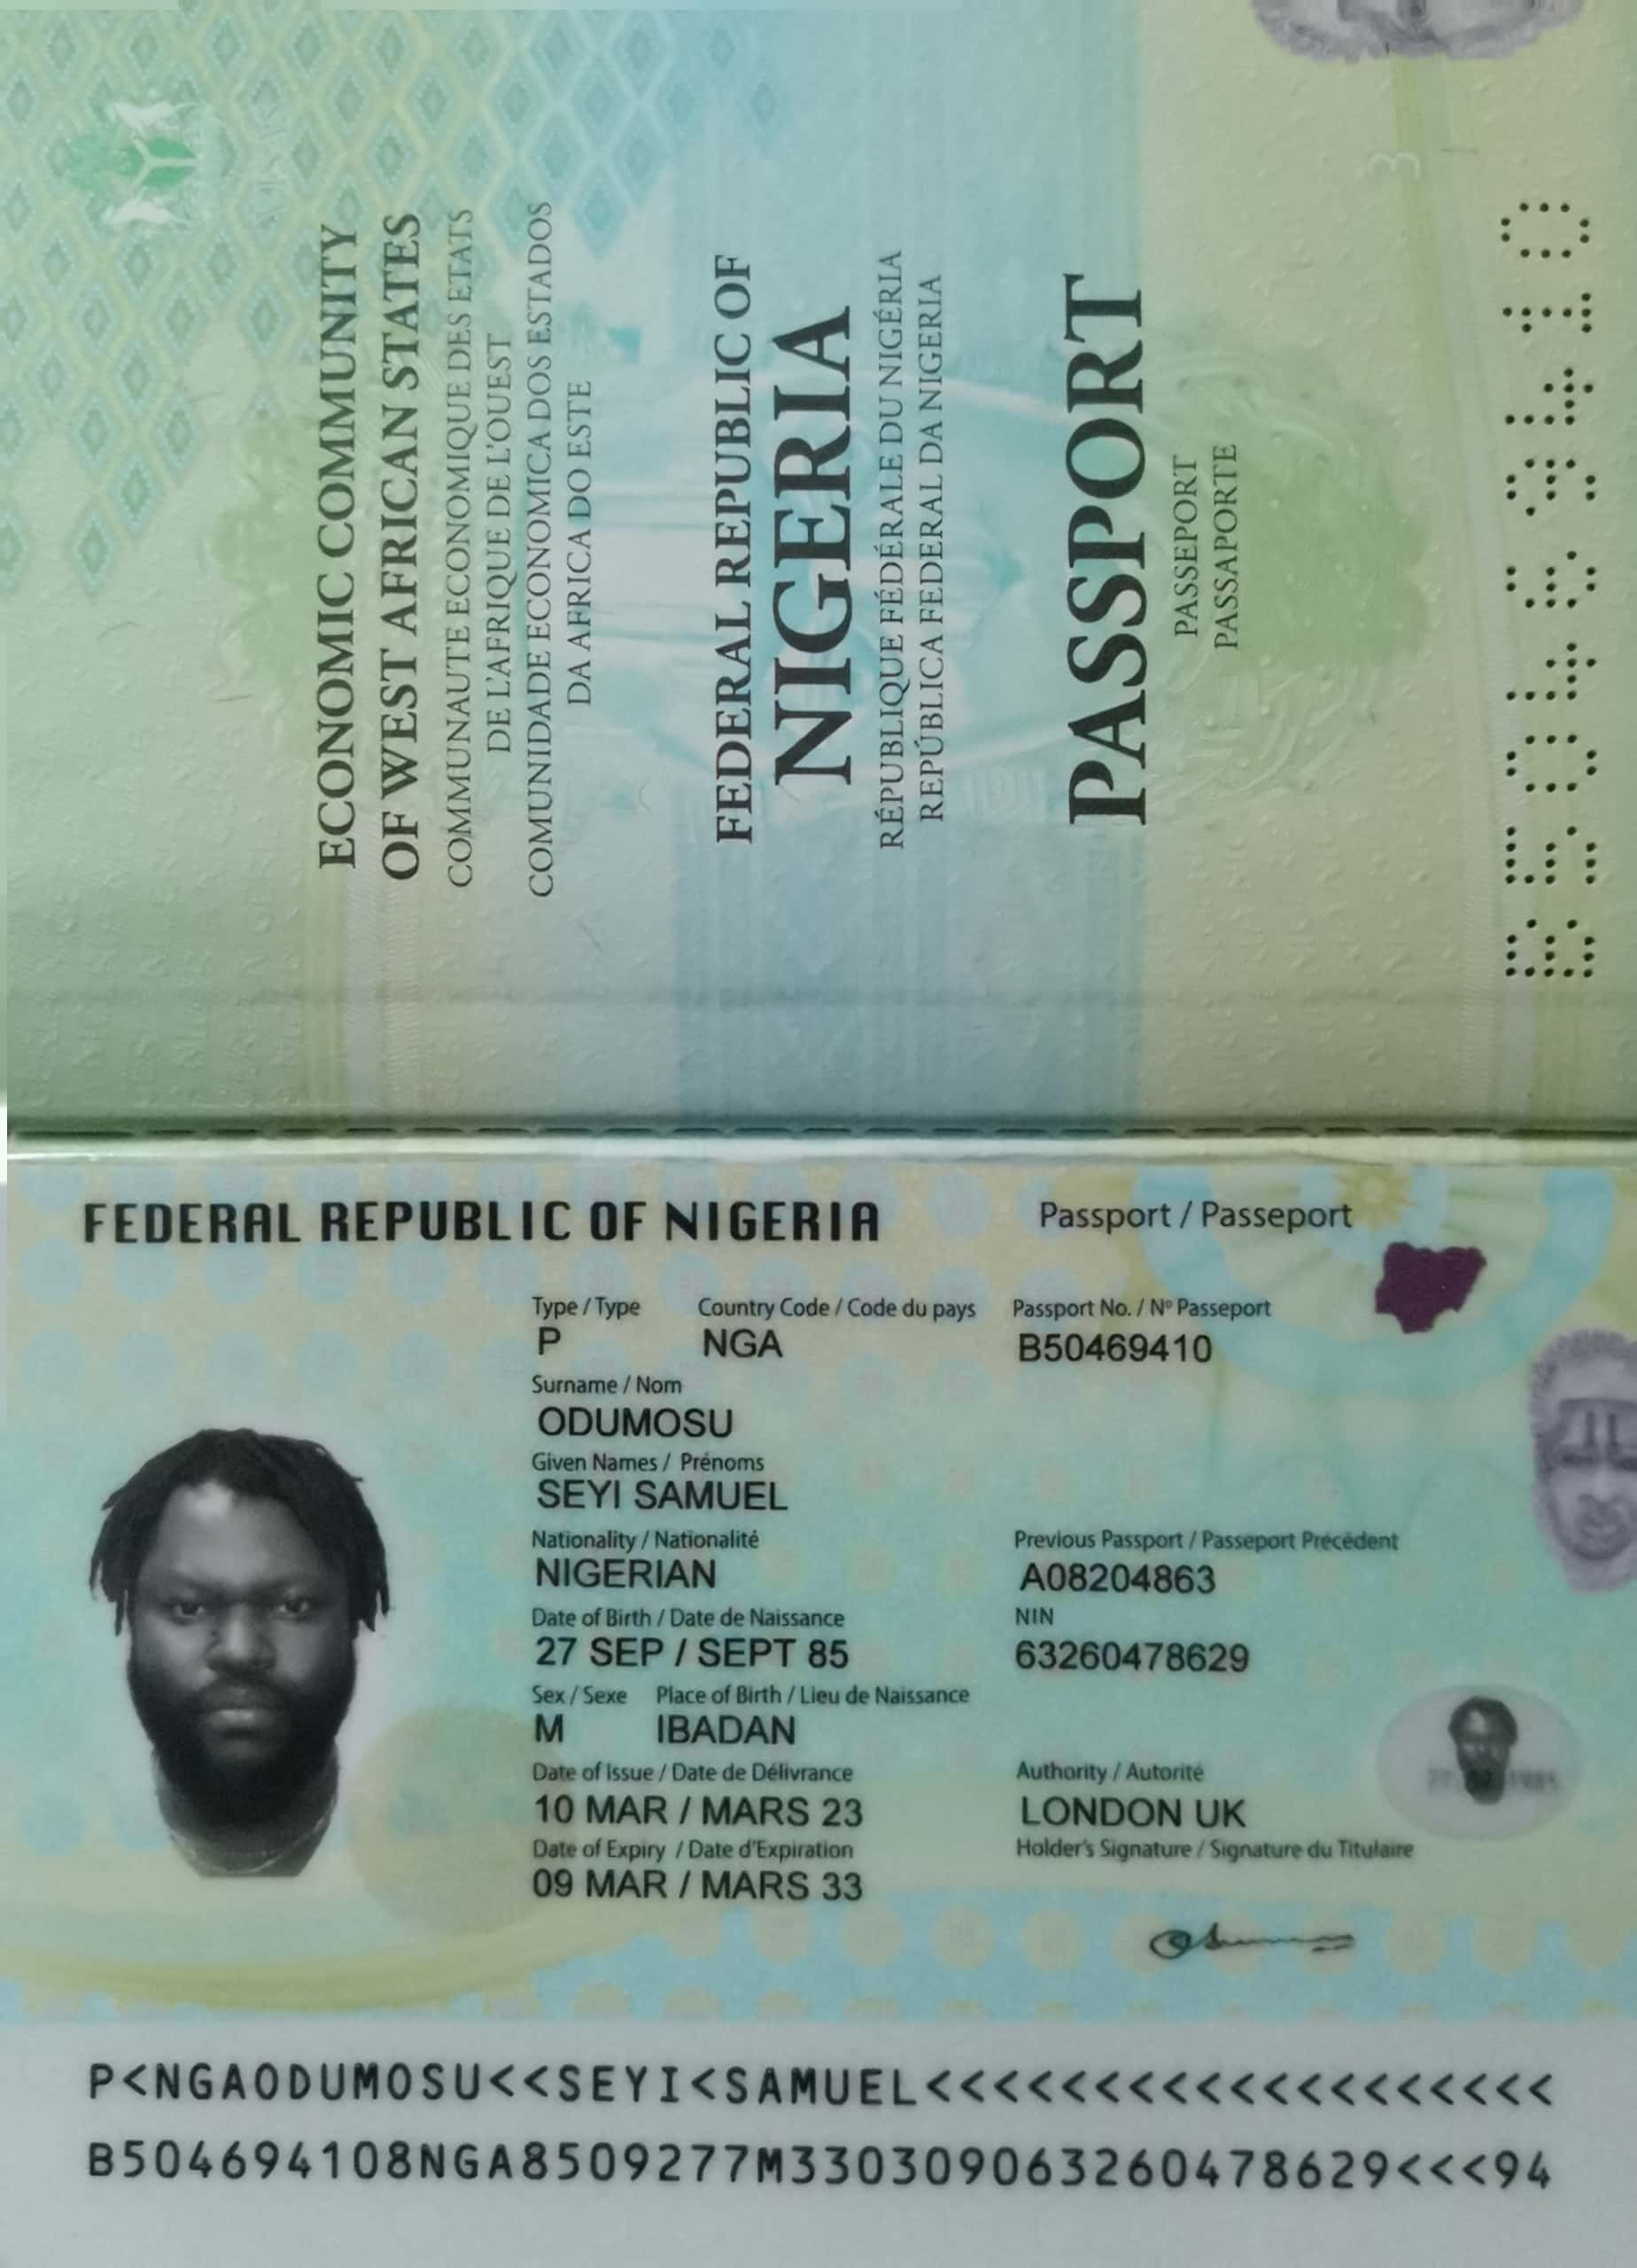 ECONOMIC COMMUNITY
OF WEST AFRICAN STATES
COMMUNAUTE ECONOMIQUE DES ETATS
DE L'AFRIQUE DE L'OUEST
COMUNIDADE ECONOMICA DOS ESTADOS
DA AFRICA DO ESTE
FEDERAL REPUBLIC OF
NIGERIA
RÉPUBLIQUE FÉDÉRALE DU NIGÉRIA
REPÚBLICA FEDERAL DA NIGERIA
PASSPORT
PASSEPORT
PASSAPORTE
3
B50469410
FEDERAL REPUBLIC OF NIGERIA Passport / Passeport
Type / Type Country Code / Code du pays Passport No. / Nº Passeport
P NGA B50469410
Surname / Nom
ODUMOSU
Given Names / Prénoms
SEYI SAMUEL
Nationality / Nationalité Previous Passport / Passeport Précédent
NIGERIAN A08204863
Date of Birth / Date de Naissance NIN
27 SEP / SEPT 85 63260478629
Sex / Sexe Place of Birth / Lieu de Naissance
M IBADAN
Date of Issue / Date de Délivrance Authority / Autorité
10 MAR / MARS 23 LONDON UK
Date of Expiry / Date d'Expiration Holder's Signature / Signature du Titulaire
09 MAR / MARS 33
P<NGAODUMOSU<<SEYI<SAMUEL<<<<<<<<<<<<<<<<<<<
B504694108NGA8509277M33030906326047 8629<<<94